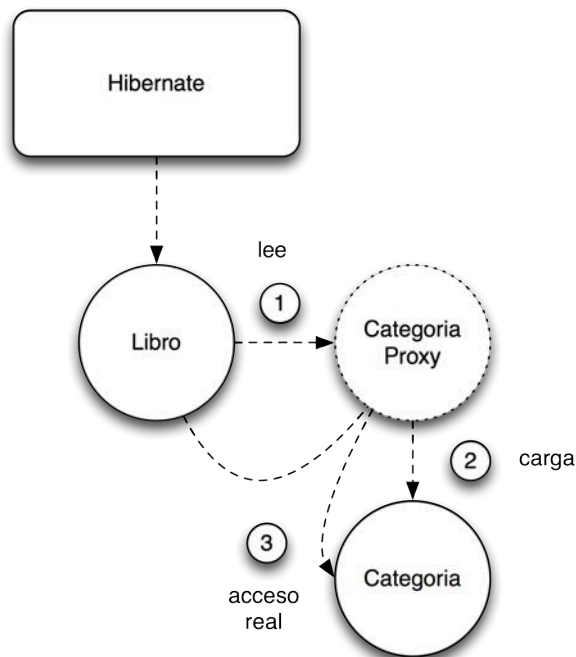 Hibernate
lee
1
Libro
Categoria
Proxy
2
carga
3
acceso
real
Categoria